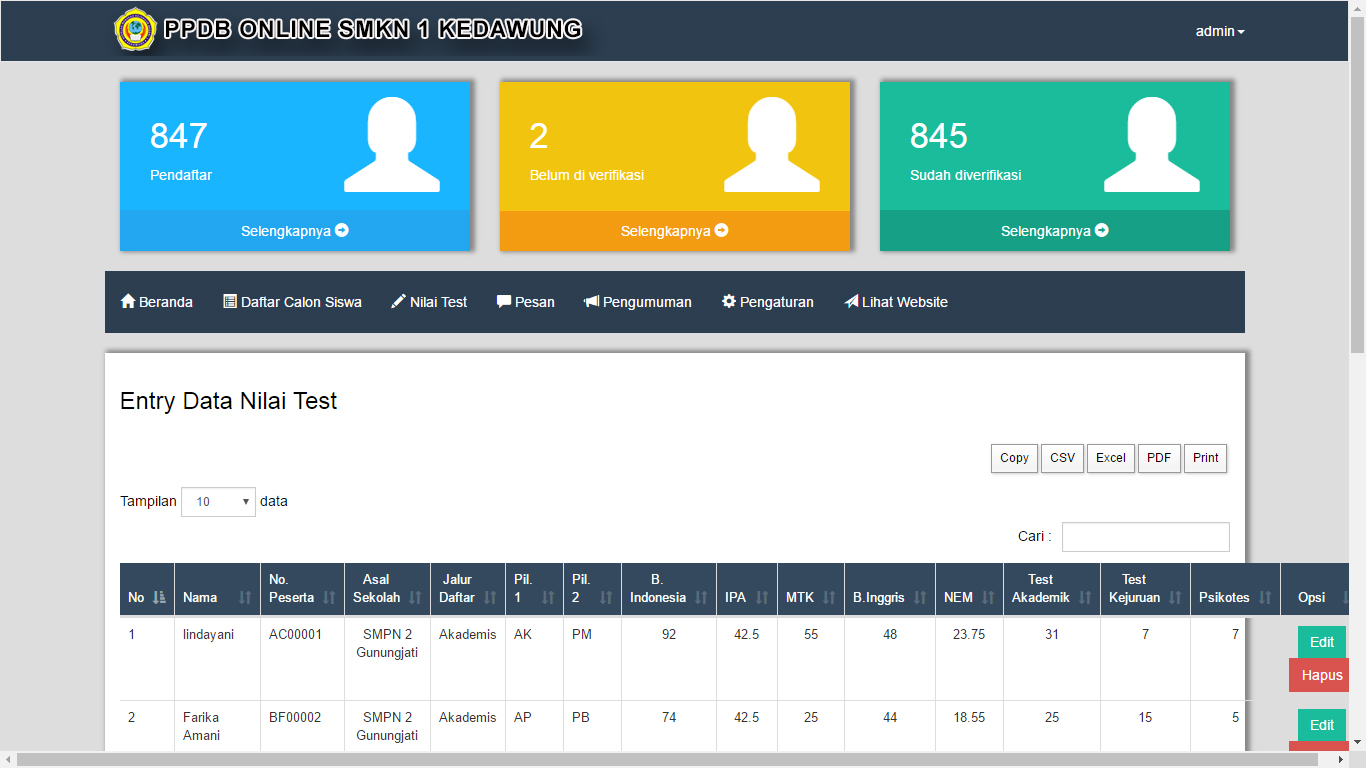 PPDB ONLINE SMKN 1 KEDAWUNG
admin
847
Pendaftar
Selengkapnya
2
Belum di verifikasi
Selengkapnya
845
Sudah diverifikasi
Selengkapnya
Beranda Daftar Calon Siswa Nilai Test Pesan Pengumuman Pengaturan Lihat Website
Entry Data Nilai Test
Copy CSV Excel PDF Print
Tampilan 10 data
Cari :
No Nama No. Peserta Asal Sekolah Jalur Daftar Pil. 1 Pil. 2 B. Indonesia IPA MTK B.Inggris NEM Test Akademik Test Kejuruan Psikotes Opsi
1 lindayani AC00001 SMPN 2 Gunungjati Akademis AK PM 92 42.5 55 48 23.75 31 7 7 Edit
Hapus
2 Farika Amani BF00002 SMPN 2 Gunungjati Akademis AP PB 74 42.5 25 44 18.55 25 15 5 Edit